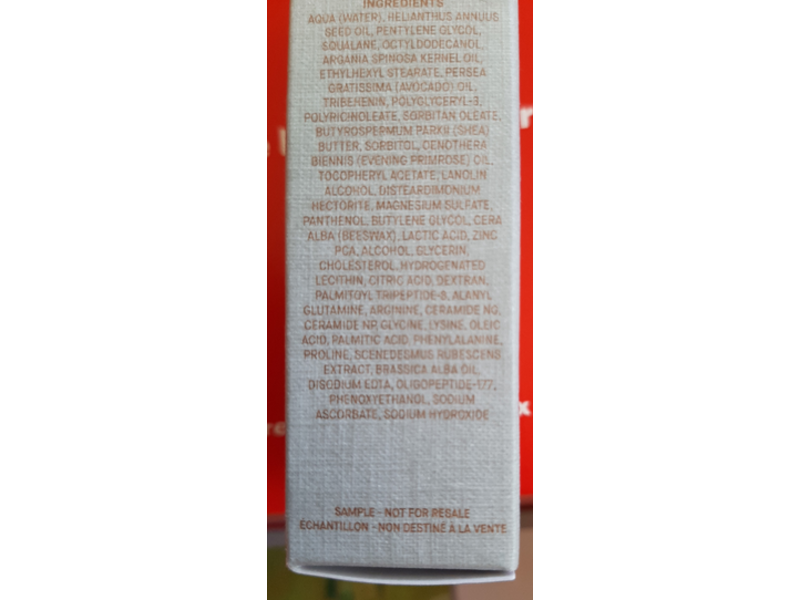 INGREDIENTS
AQUA (WATER), HELIANTHUS ANNUUS
SEED OIL, PENTYLENE GLYCOL,
SQUALANE, OCTYLDODECANOL,
ARGANIA SPINOSA KERNEL OIL,
ETHYLHEXYL STEARATE, PERSEA
GRATISSIMA (AVOCADO) OIL,
TRIBEHENIN, POLYGLYCERYL-3,
POLYRICINOLEATE, SORBITAN OLEATE,
BUTYROSPERMUM PARKII (SHEA)
BUTTER, SORBITOL, OENOTHERA
BIENNIS (EVENING PRIMROSE) OIL,
TOCOPHERYL ACETATE, LANOLIN
ALCOHOL, DISTEARDIMONIUM
HECTORITE, MAGNESIUM SULFATE,
PANTHENOL, BUTYLENE GLYCOL, CERA
ALBA (BEESWAX), LACTIC ACID, ZINC
PCA, ALCOHOL, GLYCERIN,
CHOLESTEROL, HYDROGENATED
LECITHIN, CITRIC ACID, DEXTRAN,
PALMITOYL TRIPEPTIDE-8, ALANYL
GLUTAMINE, ARGININE, CERAMIDE NG,
CERAMIDE NP, GLYCINE, LYSINE, OLEIC
ACID, PALMITIC ACID, PHENYLALANINE,
PROLINE, SCENEDESMUS RUBESCENS
EXTRACT, BRASSICA ALBA OIL,
DISODIUM EDTA, OLIGOPEPTIDE-177,
PHENOXYETHANOL, SODIUM
ASCORBATE, SODIUM HYDROXIDE
SAMPLE - NOT FOR RESALE
ÉCHANTILLON - NON DESTINÉ À LA VENTE